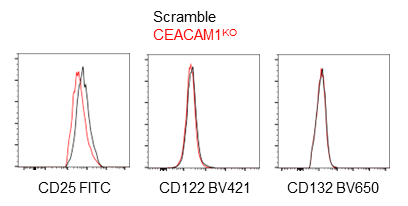 Scramble
CEACAM1ᴷᴼ
CD25 FITC
CD122 BV421
CD132 BV650